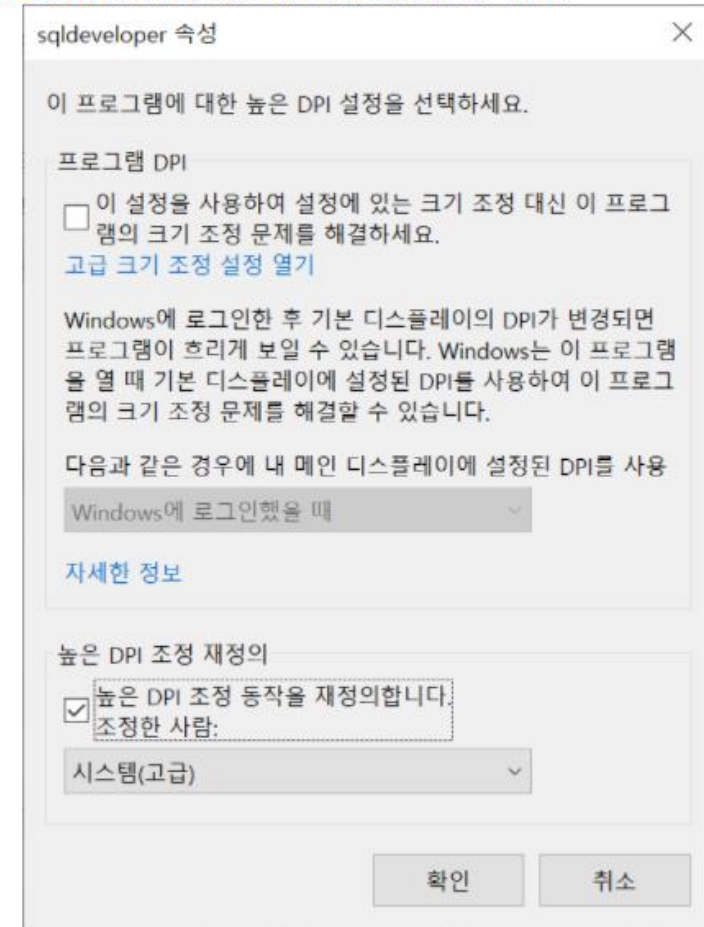 sqldeveloper 속성
이 프로그램에 대한 높은 DPI 설정을 선택하세요.
프로그램 DPI
이 설정을 사용하여 설정에 있는 크기 조정 대신 이 프로그
램의 크기 조정 문제를 해결하세요.
고급 크기 조정 설정 열기
Windows에 로그인한 후 기본 디스플레이의 DPI가 변경되면
프로그램이 흐리게 보일 수 있습니다. Windows는 이 프로그램
을 열 때 기본 디스플레이에 설정된 DPI를 사용하여 이 프로그
램의 크기 조정 문제를 해결할 수 있습니다.
다음과 같은 경우에 내 메인 디스플레이에 설정된 DPI를 사용
Windows에 로그인했을 때
자세한 정보
높은 DPI 조정 재정의
높은 DPI 조정 동작을 재정의합니다.
조정한 사람:
시스템(고급)
확인
취소